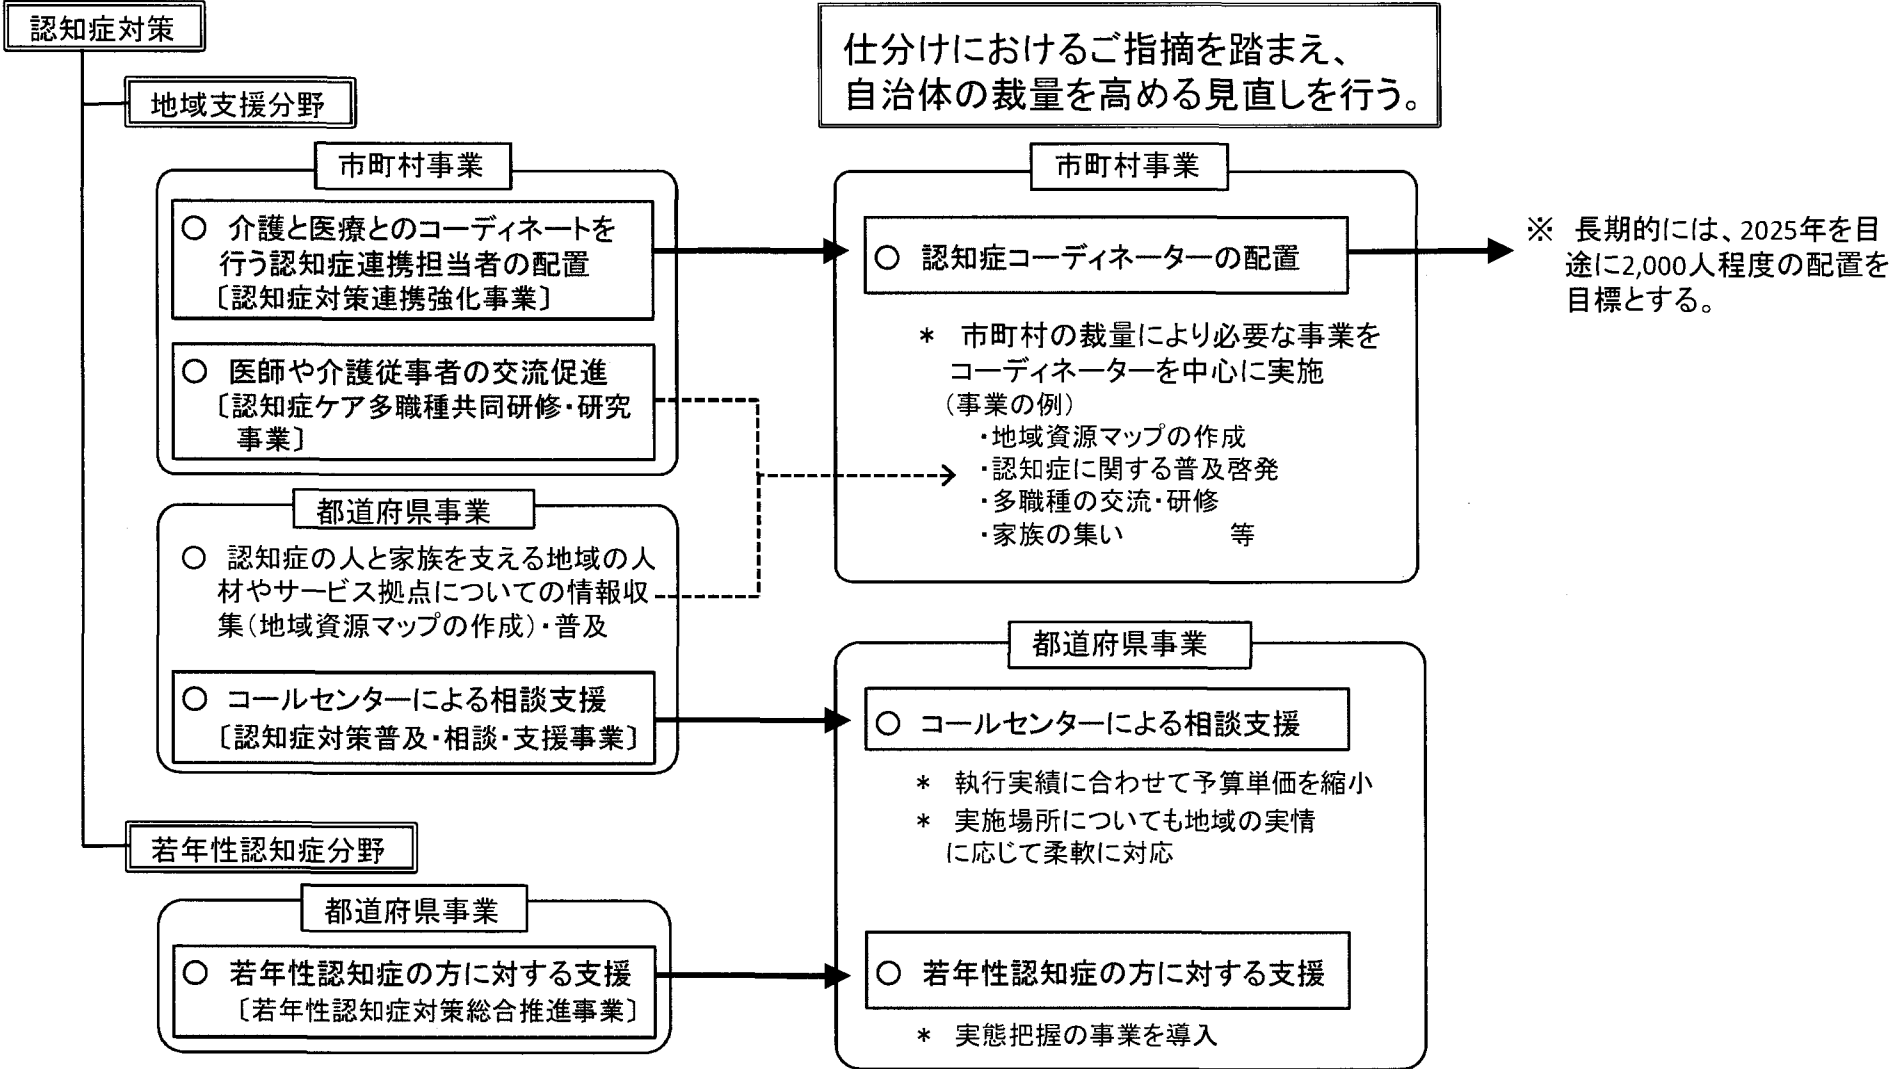 認知症対策
仕分けにおけるご指摘を踏まえ、
自治体の裁量を高める見直しを行う。
地域支援分野
市町村事業
○ 介護と医療とのコーディネートを
行う認知症連携担当者の配置
〔認知症対策連携強化事業〕
○ 医師や介護従事者の交流促進
〔認知症ケア多職種共同研修・研究
事業〕
都道府県事業
○ 認知症の人と家族を支える地域の人
材やサービス拠点についての情報収
集(地域資源マップの作成)・普及
○ コールセンターによる相談支援
〔認知症対策普及・相談・支援事業〕
若年性認知症分野
都道府県事業
○ 若年性認知症の方に対する支援
〔若年性認知症対策総合推進事業〕
市町村事業
○ 認知症コーディネーターの配置
* 市町村の裁量により必要な事業を
コーディネーターを中心に実施
(事業の例)
・地域資源マップの作成
・認知症に関する普及啓発
・多職種の交流・研修
・家族の集い 等
※ 長期的には、2025年を目
途に2,000人程度の配置を
目標とする。
都道府県事業
○ コールセンターによる相談支援
* 執行実績に合わせて予算単価を縮小
* 実施場所についても地域の実情
に応じて柔軟に対応
○ 若年性認知症の方に対する支援
* 実態把握の事業を導入